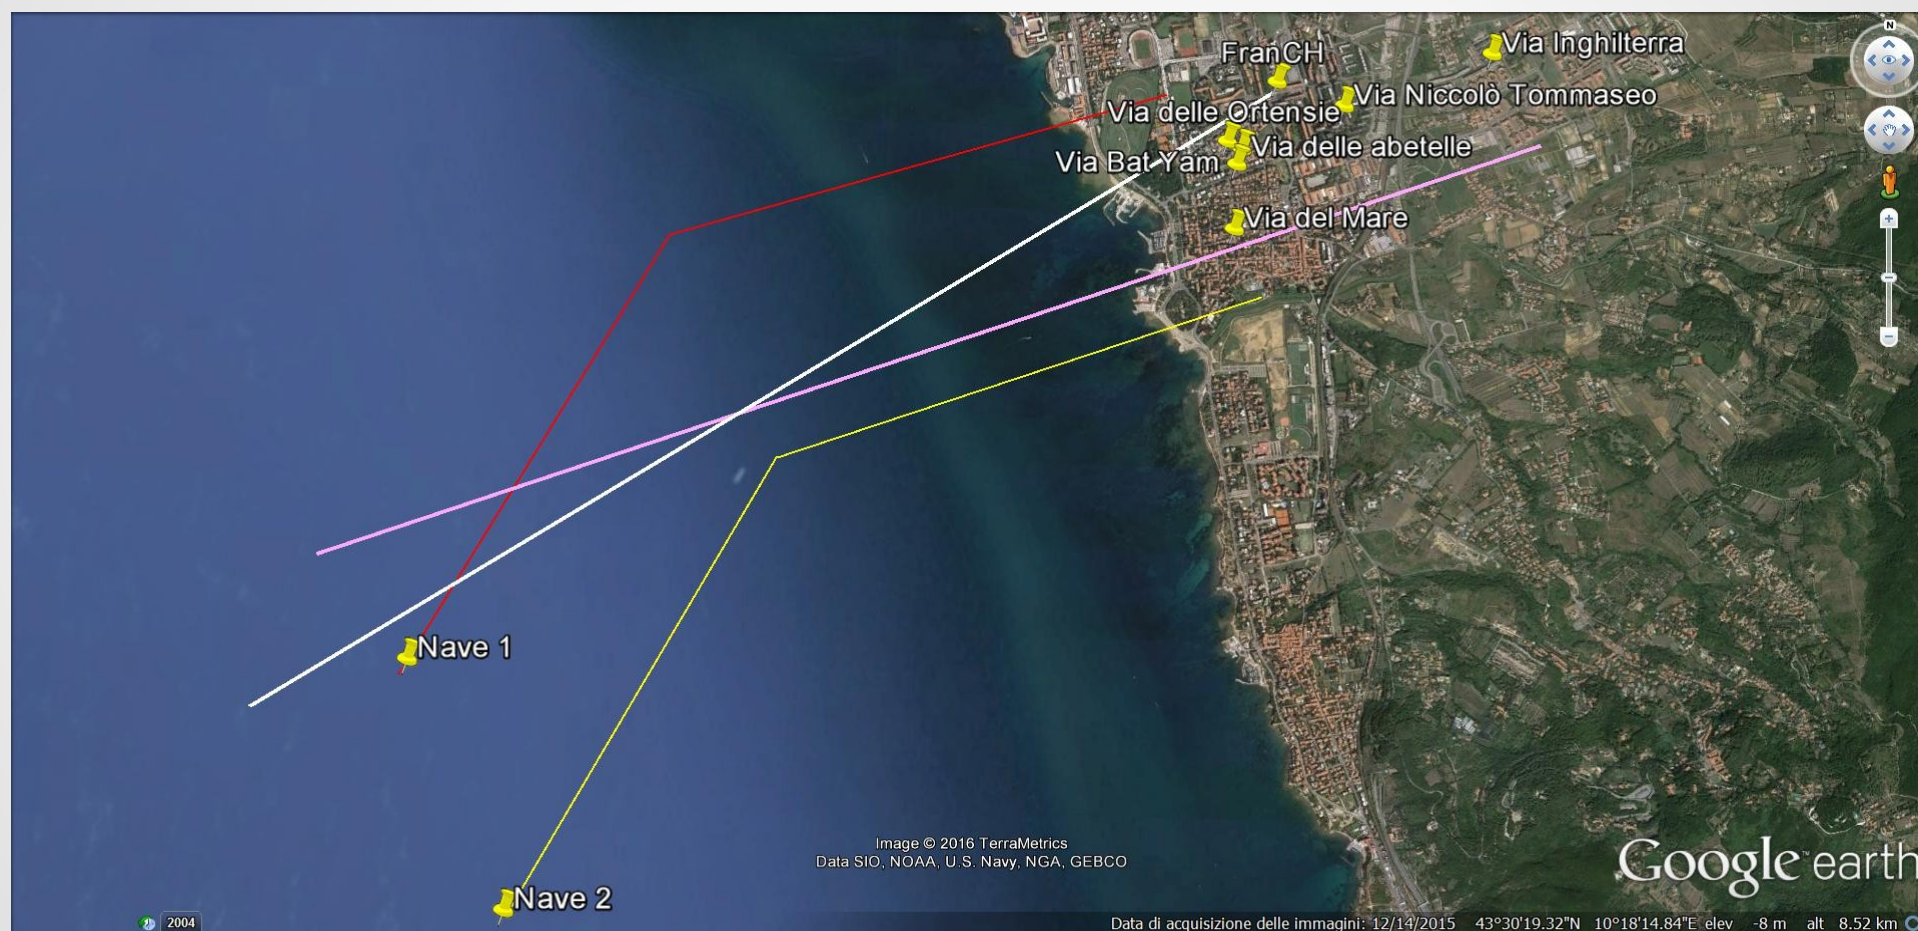 N
Via Inghilterra
FranCH
Via Niccolò Tommaseo
Via delle Ortensie
Via delle abetelle
Via Bat Yam
Via del Mare
Nave 1
Nave 2
Image © 2016 TerraMetrics
Data SIO, NOAA, U.S. Navy, NGA, GEBCO
Google earth
2004
Data di acquisizione delle immagini: 12/14/2015 43°30'19.32"N 10°18'14.84"E elev -8 m alt 8.52 km